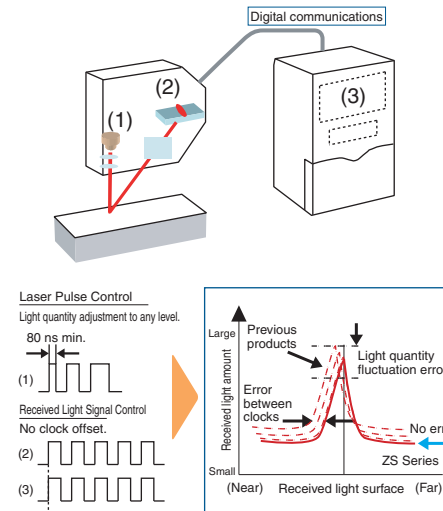 Digital communications
(1)
(2)
(3)
Laser Pulse Control
Light quantity adjustment to any level.
80 ns min.
(1)
Received Light Signal Control
No clock offset.
(2)
(3)
Received light amount
Large
Small
Previous
products
Error
between
clocks
Light quantity
fluctuation error
No err
ZS Series
(Near)
Received light surface
(Far)